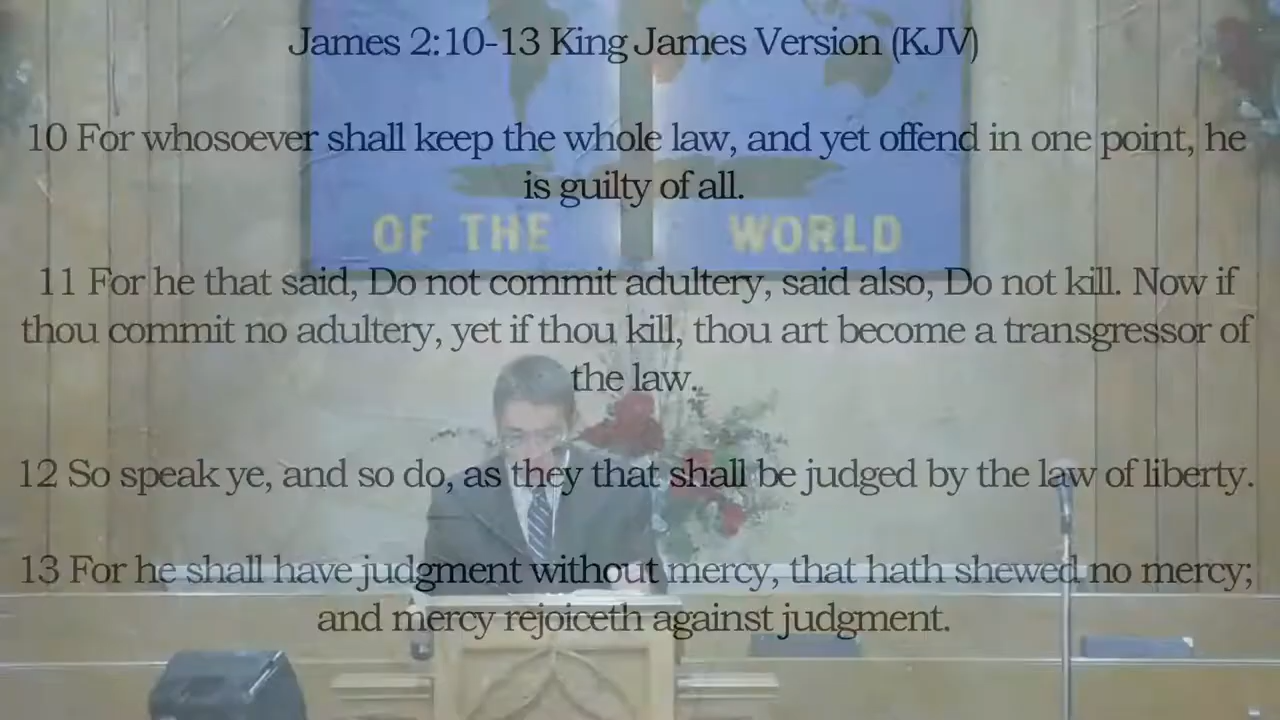 James 2:10-13 King James Version (KJV)
10 For whosoever shall keep the whole law, and yet offend in one point, he
is guilty of all.
OF THE WORLD
11 For he that said, Do not commit adultery, said also, Do not kill. Now if
thou commit no adultery, yet if thou kill, thou art become a transgressor of
the law.
12 So speak ye, and so do, as they that shall be judged by the law of liberty.
13 For he shall have judgment without mercy, that hath shewed no mercy;
and mercy rejoiceth against judgment.